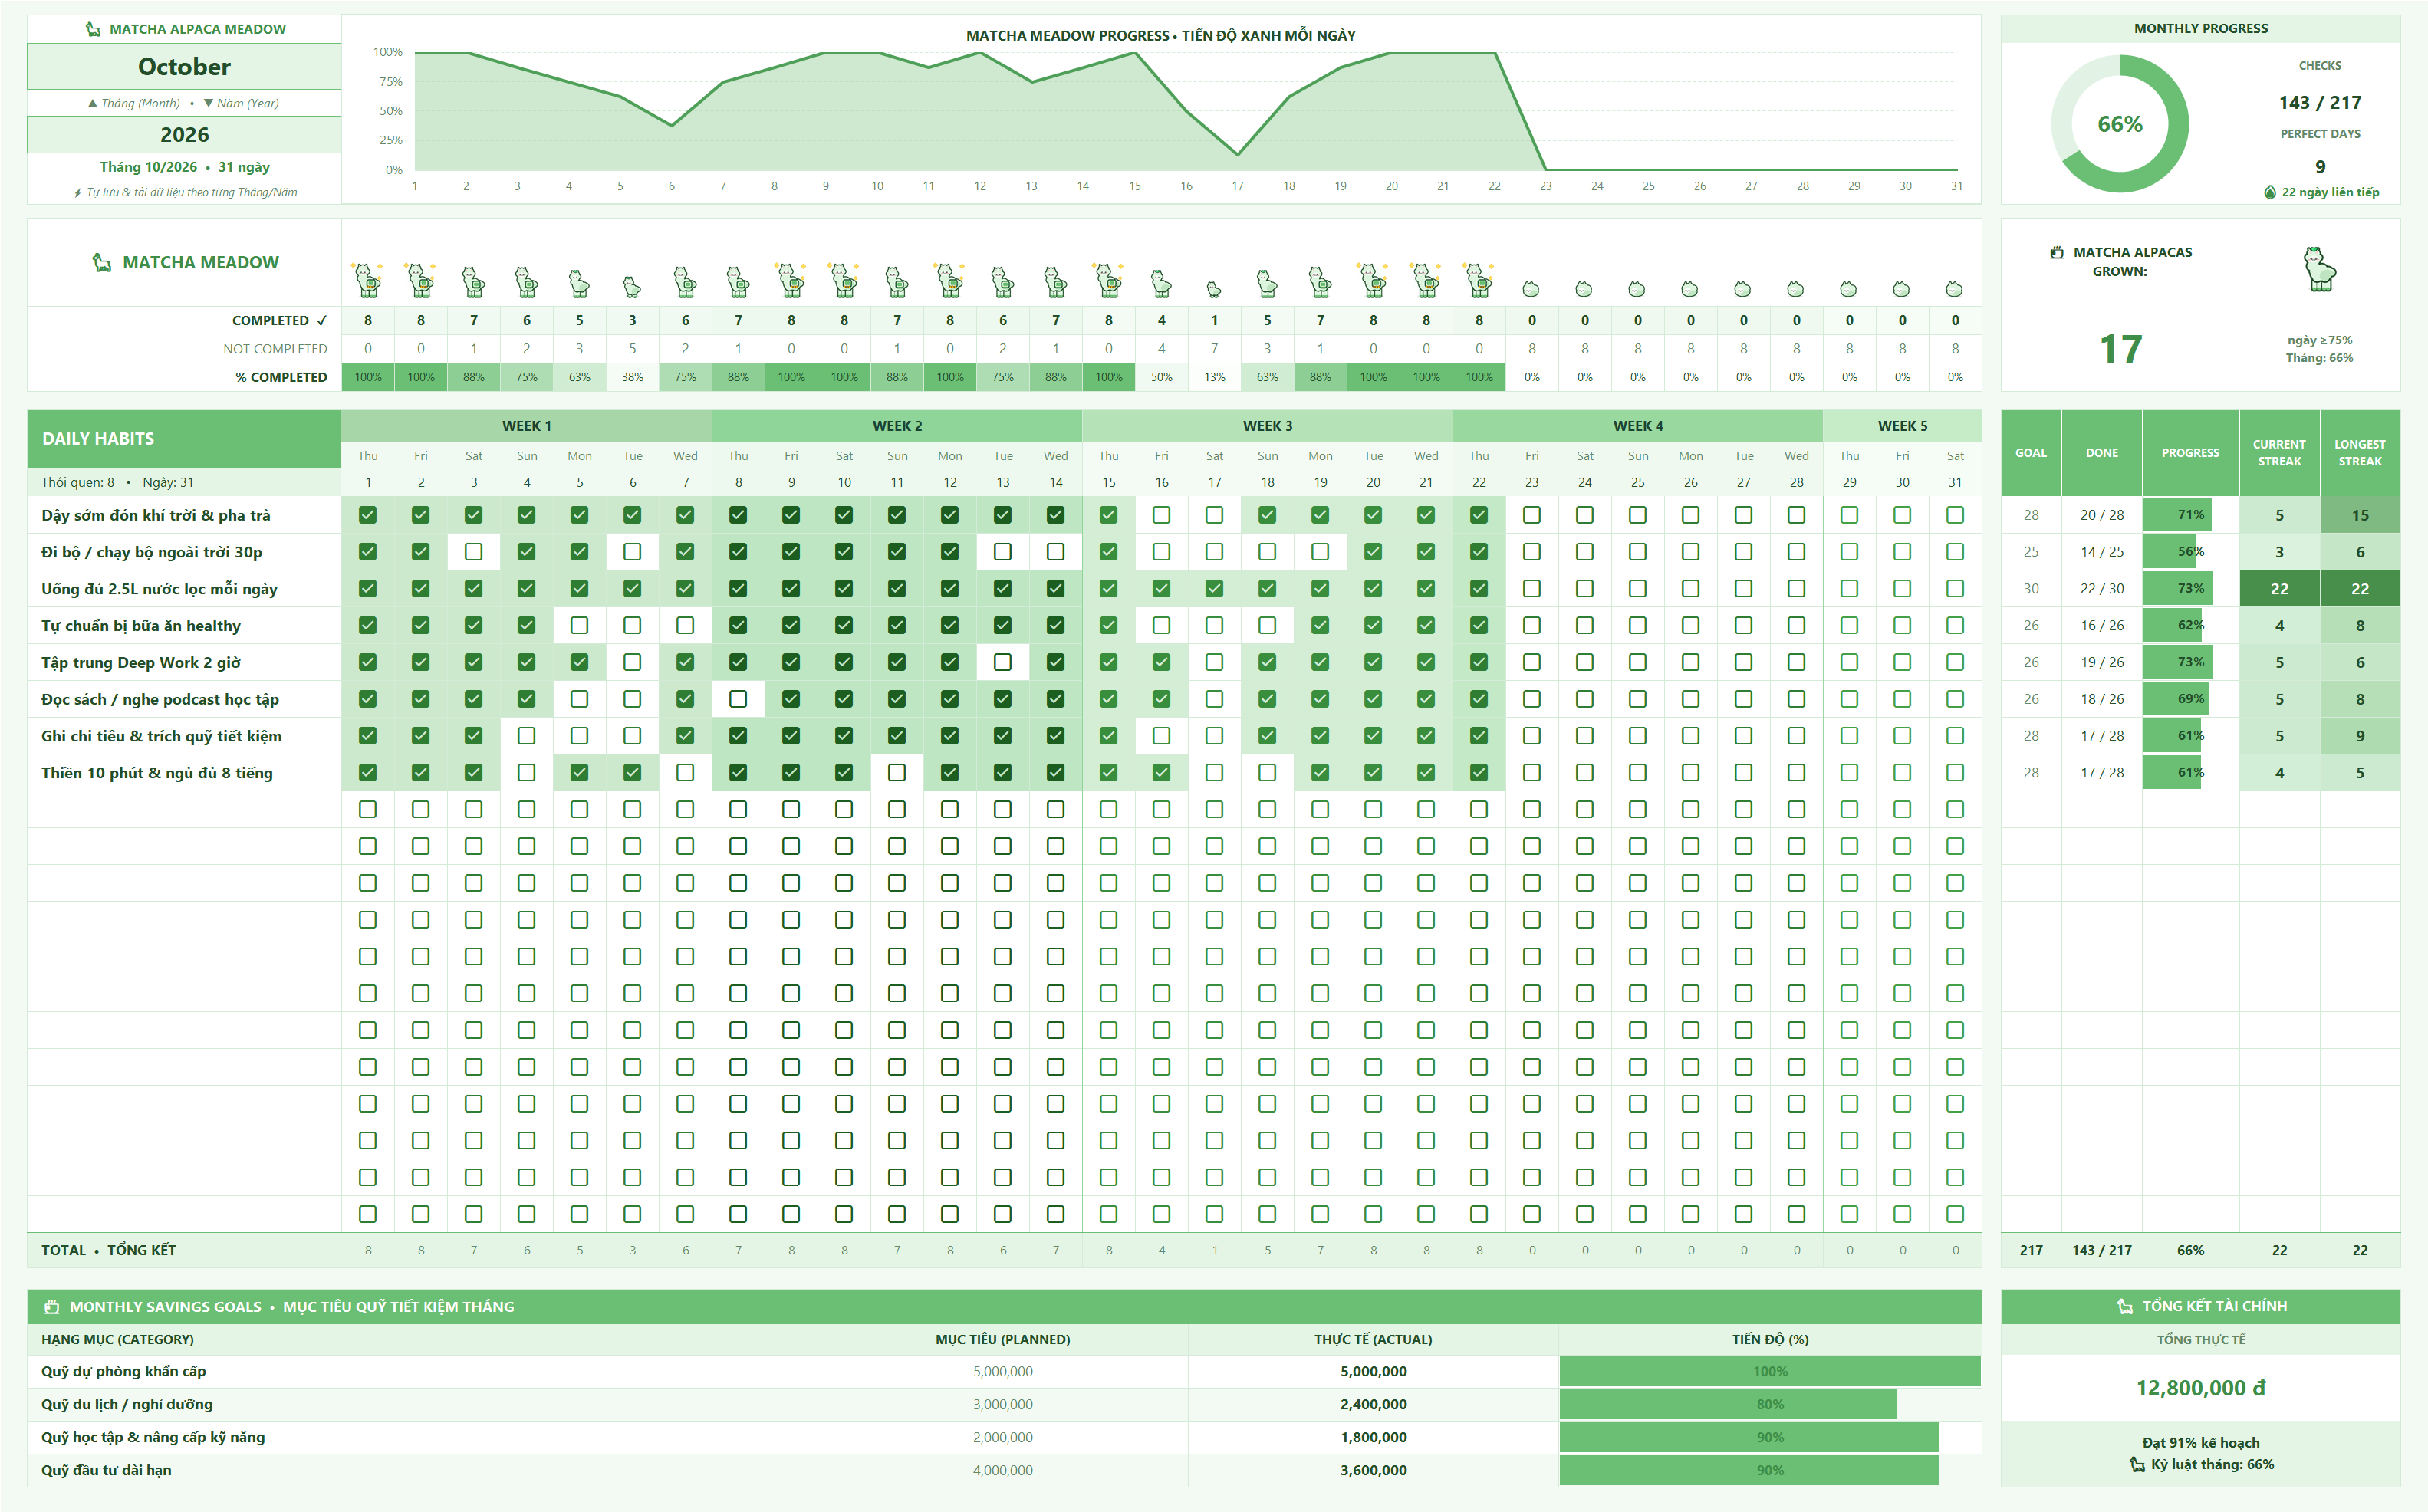 MATCHA ALPACA MEADOW
October
▲ Tháng (Month) • ▼ Năm (Year)
2026
Tháng 10/2026 • 31 ngày
Tự lưu & tải dữ liệu theo từng Tháng/Năm
MATCHA MEADOW PROGRESS • TIẾN ĐỘ XANH MỖI NGÀY
100%
75%
50%
25%
0%
1 2 3 4 5 6 7 8 9 10 11 12 13 14 15 16 17 18 19 20 21 22 23 24 25 26 27 28 29 30 31
MONTHLY PROGRESS
66%
CHECKS
143 / 217
PERFECT DAYS
9
22 ngày liên tiếp
MATCHA MEADOW
COMPLETED ✓ 8 8 7 6 5 3 6 7 8 8 7 8 6 7 8 4 1 5 7 8 8 8 0 0 0 0 0 0 0 0 0
NOT COMPLETED 0 0 1 2 3 5 2 1 0 0 1 0 2 1 0 4 7 3 1 0 0 0 8 8 8 8 8 8 8 8 8
% COMPLETED 100% 100% 88% 75% 63% 38% 75% 88% 100% 100% 88% 100% 75% 88% 100% 50% 13% 63% 88% 100% 100% 100% 0% 0% 0% 0% 0% 0% 0% 0% 0%
MATCHA ALPACAS
GROWN:
17
ngày ≥75%
Tháng: 66%
DAILY HABITS
WEEK 1 WEEK 2 WEEK 3 WEEK 4 WEEK 5
Thu Fri Sat Sun Mon Tue Wed Thu Fri Sat Sun Mon Tue Wed Thu Fri Sat Sun Mon Tue Wed Thu Fri Sat Sun Mon Tue Wed Thu Fri Sat
Thói quen: 8 • Ngày: 31
1 2 3 4 5 6 7 8 9 10 11 12 13 14 15 16 17 18 19 20 21 22 23 24 25 26 27 28 29 30 31
GOAL DONE PROGRESS CURRENT STREAK LONGEST STREAK
Dậy sớm đón khí trời & pha trà 28 20 / 28 71% 5 15
Đi bộ / chạy bộ ngoài trời 30p 25 14 / 25 56% 3 6
Uống đủ 2.5L nước lọc mỗi ngày 30 22 / 30 73% 22 22
Tự chuẩn bị bữa ăn healthy 26 16 / 26 62% 4 8
Tập trung Deep Work 2 giờ 26 19 / 26 73% 5 6
Đọc sách / nghe podcast học tập 26 18 / 26 69% 5 8
Ghi chi tiêu & trích quỹ tiết kiệm 28 17 / 28 61% 5 9
Thiền 10 phút & ngủ đủ 8 tiếng 28 17 / 28 61% 4 5
TOTAL • TỔNG KẾT 8 8 7 6 5 3 6 7 8 8 7 8 6 7 8 4 1 5 7 8 8 8 0 0 0 0 0 0 0 0 0 217 143 / 217 66% 22 22
MONTHLY SAVINGS GOALS • MỤC TIÊU QUỸ TIẾT KIỆM THÁNG
HẠNG MỤC (CATEGORY) MỤC TIÊU (PLANNED) THỰC TẾ (ACTUAL) TIẾN ĐỘ (%)
Quỹ dự phòng khẩn cấp 5,000,000 5,000,000 100%
Quỹ du lịch / nghỉ dưỡng 3,000,000 2,400,000 80%
Quỹ học tập & nâng cấp kỹ năng 2,000,000 1,800,000 90%
Quỹ đầu tư dài hạn 4,000,000 3,600,000 90%
TỔNG KẾT TÀI CHÍNH
TỔNG THỰC TẾ
12,800,000 đ
Đạt 91% kế hoạch
Kỷ luật tháng: 66%